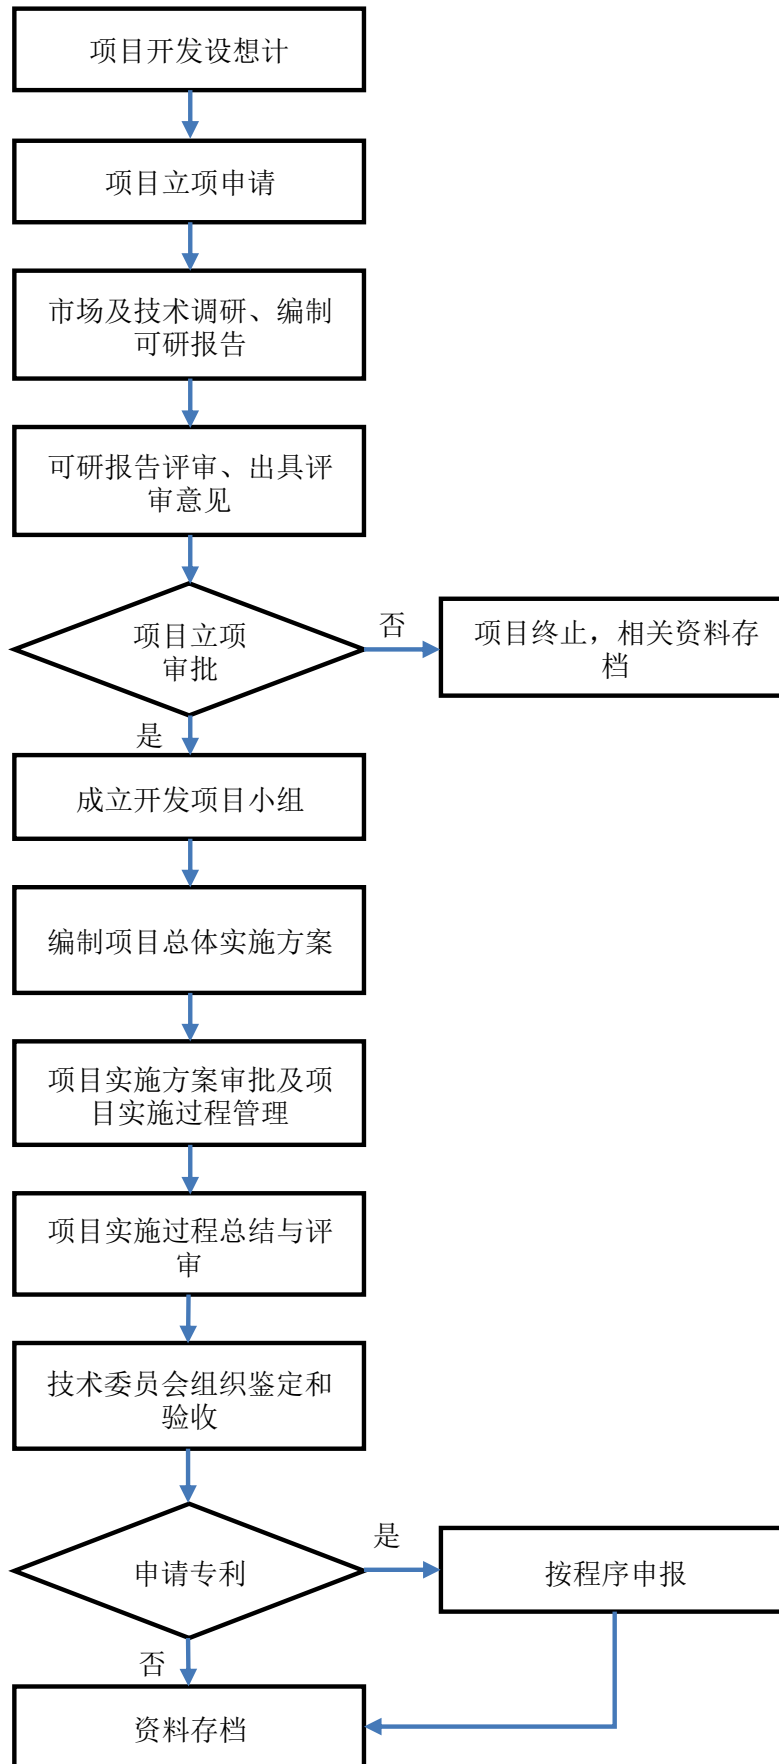 项目开发设想计
项目立项申请
市场及技术调研、编制
可研报告
可研报告评审、出具评
审意见
项目立项
审批
否
项目终止，相关资料存
档
是
成立开发项目小组
编制项目总体实施方案
项目实施方案审批及项
目实施过程管理
项目实施过程总结与评
审
技术委员会组织鉴定和
验收
申请专利
是
按程序申报
否
资料存档